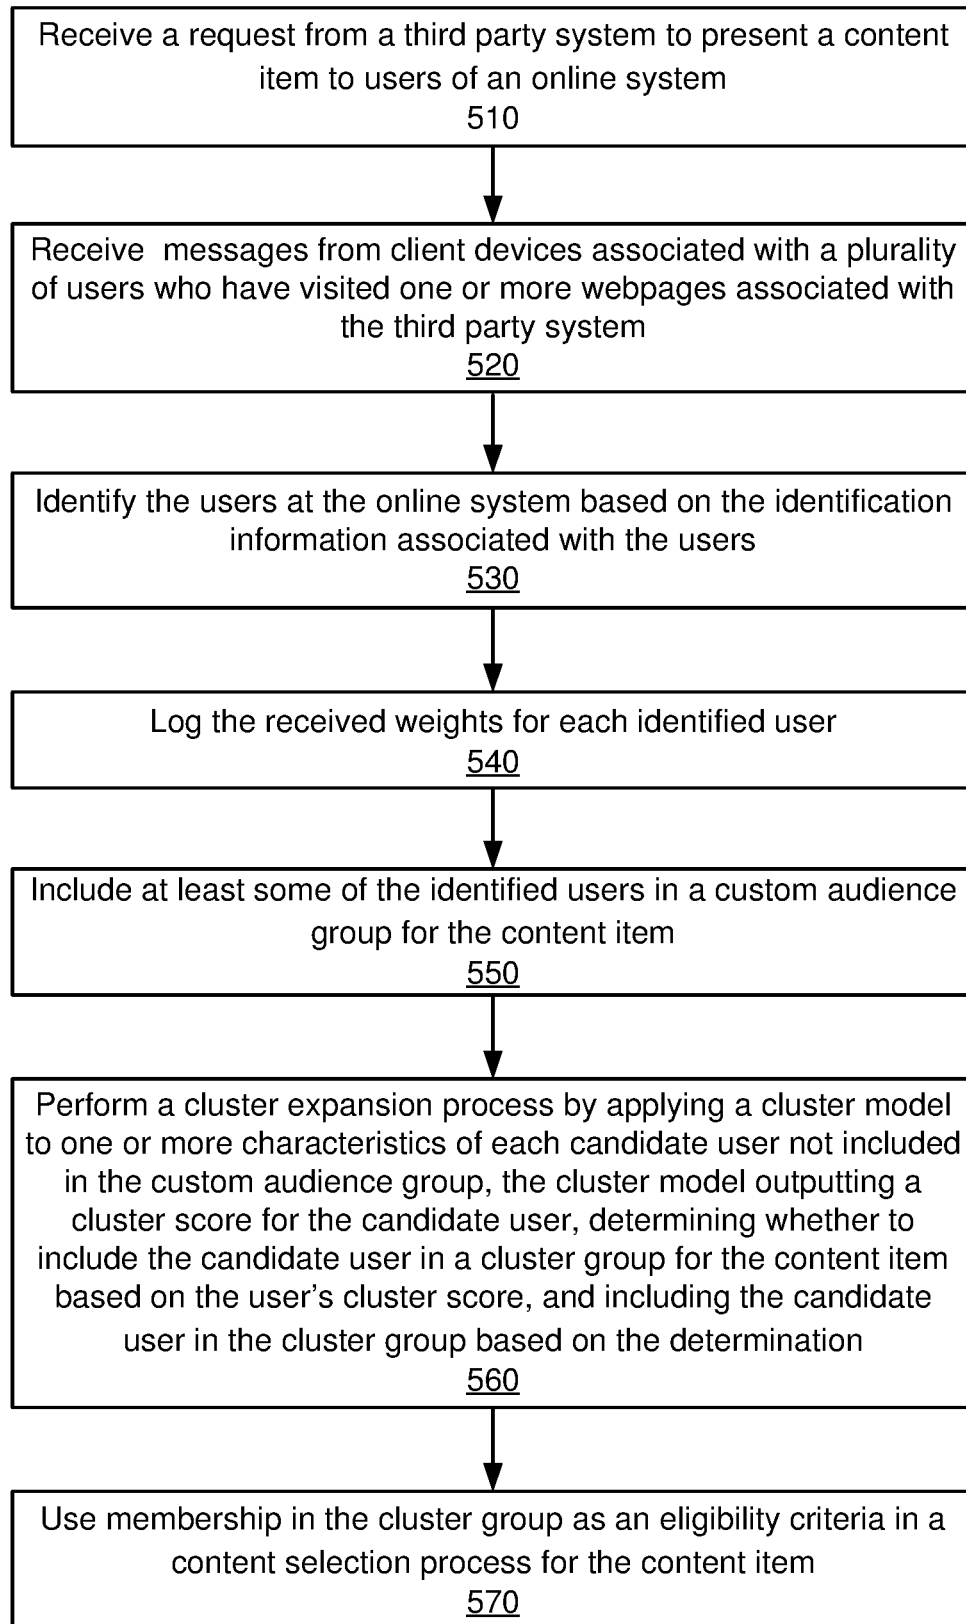 Receive a request from a third party system to present a content
item to users of an online system
510
Receive messages from client devices associated with a plurality
of users who have visited one or more webpages associated with
the third party system
520
Identify the users at the online system based on the identification
information associated with the users
530
Log the received weights for each identified user
540
Include at least some of the identified users in a custom audience
group for the content item
550
Perform a cluster expansion process by applying a cluster model
to one or more characteristics of each candidate user not included
in the custom audience group, the cluster model outputting a
cluster score for the candidate user, determining whether to
include the candidate user in a cluster group for the content item
based on the user's cluster score, and including the candidate
user in the cluster group based on the determination
560
Use membership in the cluster group as an eligibility criteria in a
content selection process for the content item
570